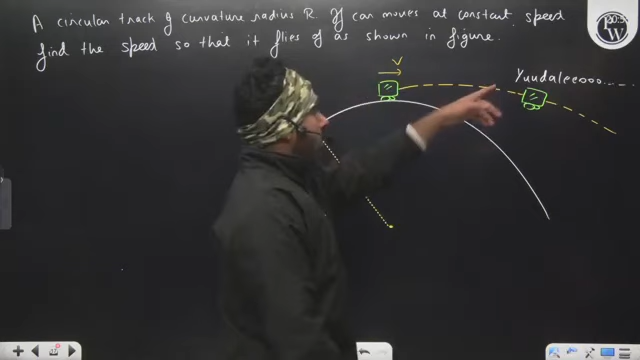 A circular track of curvature radius R. If car moves at constant speed
find the speed so that it flies of as shown in figure.
V
Yuudaleeooo......
PW